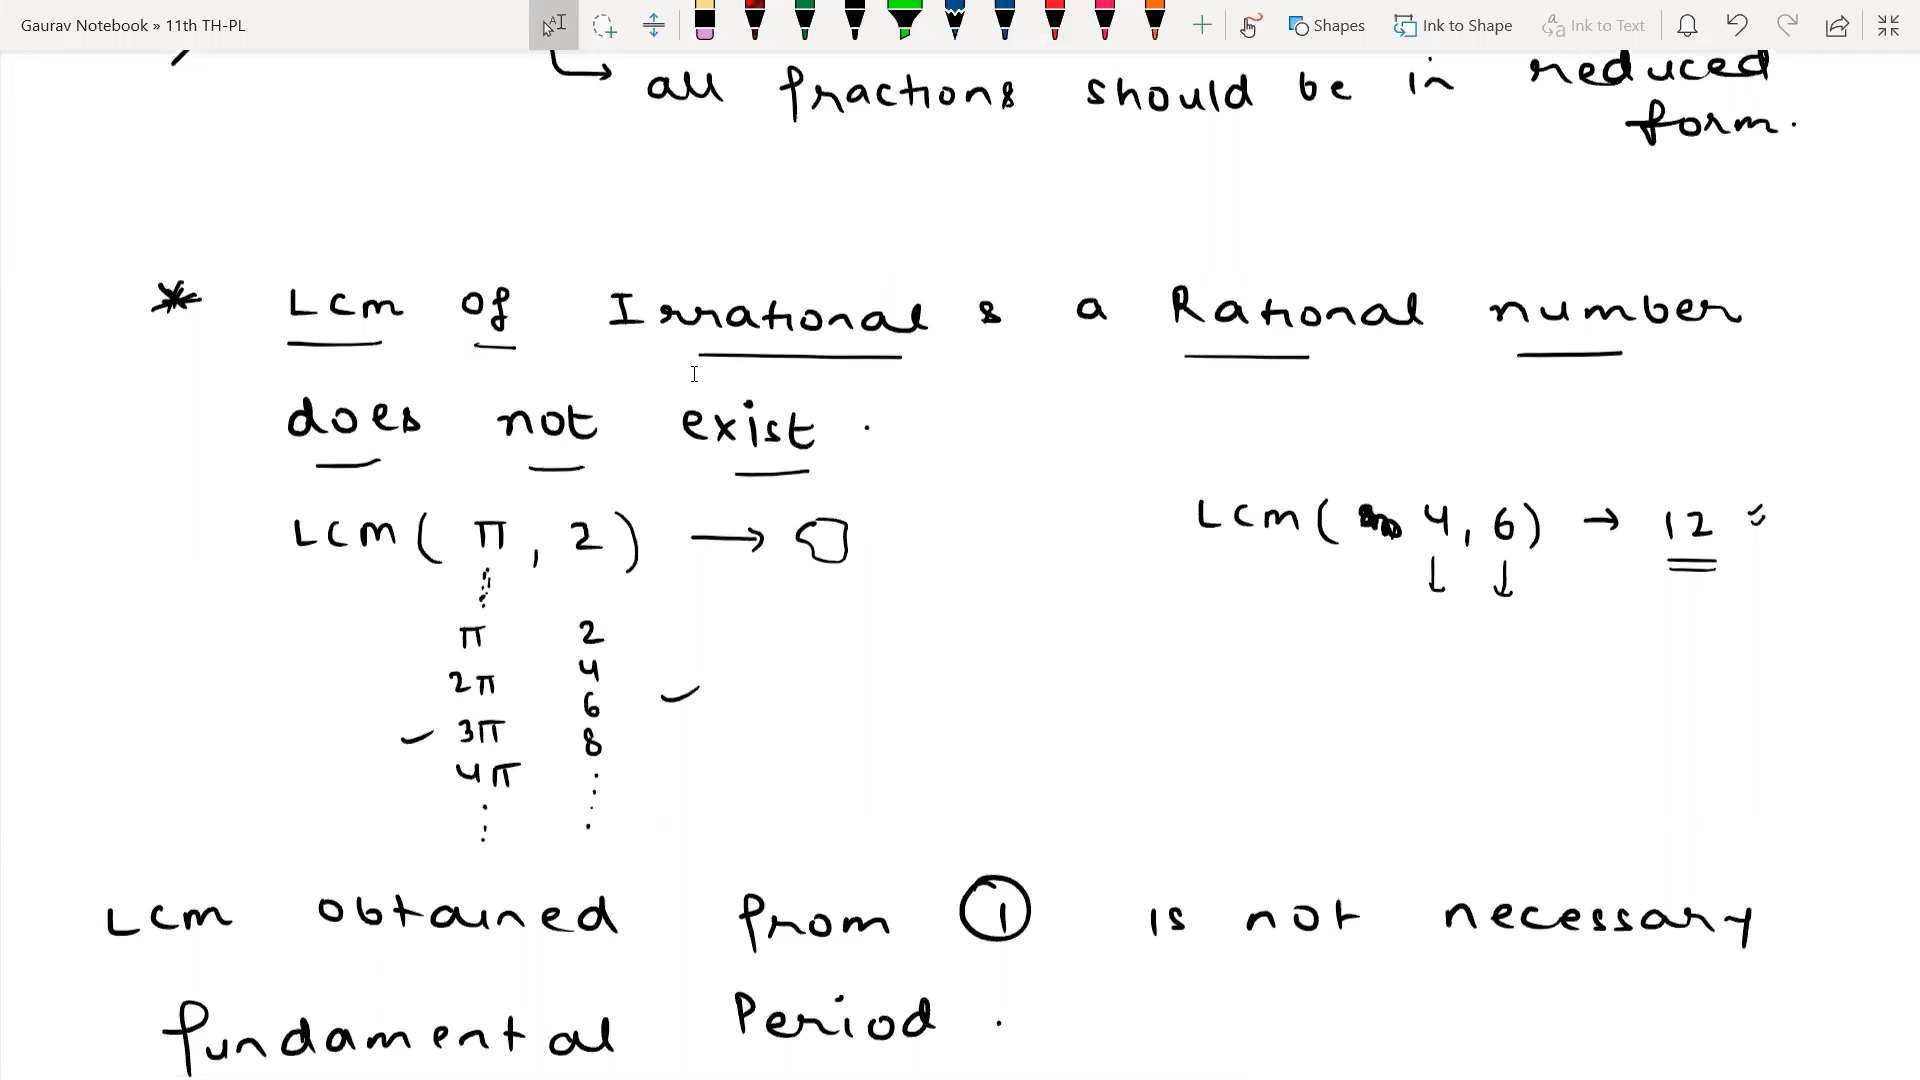 Gaurav Notebook » 11th TH-PL
Shapes
Ink to Shape
Ink to Text
→ all fractions should be in reduced
form.
* LCM of Irrational & a Rational number
does not exist.
LCM ( π , 2 ) →
LCM ( 4 , 6 ) → 12
π 2
2π 4
3π 6
4π 8
LCM obtained from ① is not necessary
fundamental Period .